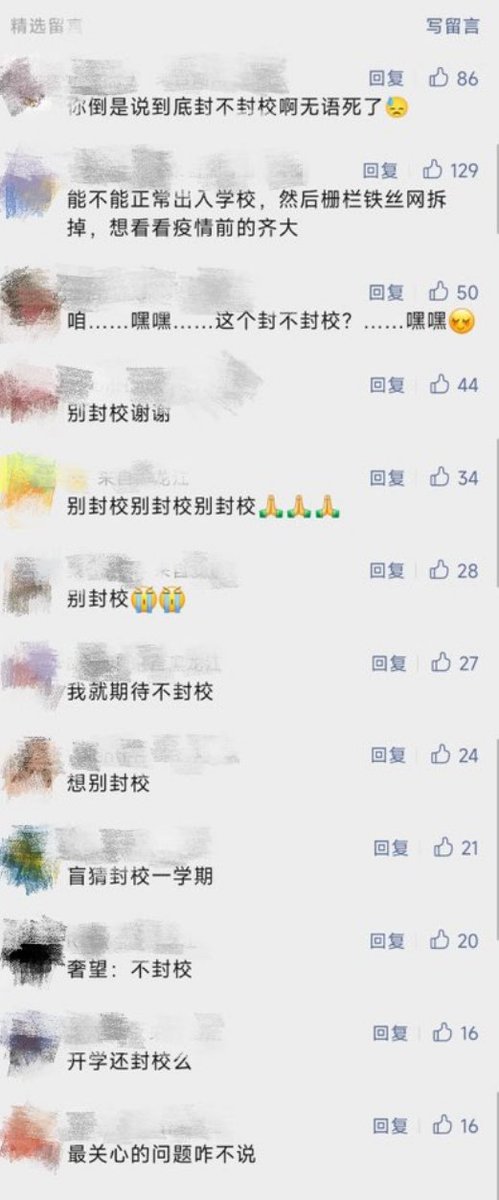 精选留言 写留言
回复 86
你倒是说到底封不封校啊无语死了😓
回复 129
能不能正常出入学校，然后栅栏铁丝网拆
掉，想看看疫情前的齐大
回复 50
咱……嘿嘿……这个封不封校？……嘿嘿😌
回复 44
别封校谢谢
回复 34
别封校别封校别封校🙏🙏🙏
回复 28
别封校😭😭
回复 27
我就期待不封校
回复 24
想别封校
回复 21
盲猜封校一学期
回复 20
奢望：不封校
回复 16
开学还封校么
回复 16
最关心的问题咋不说